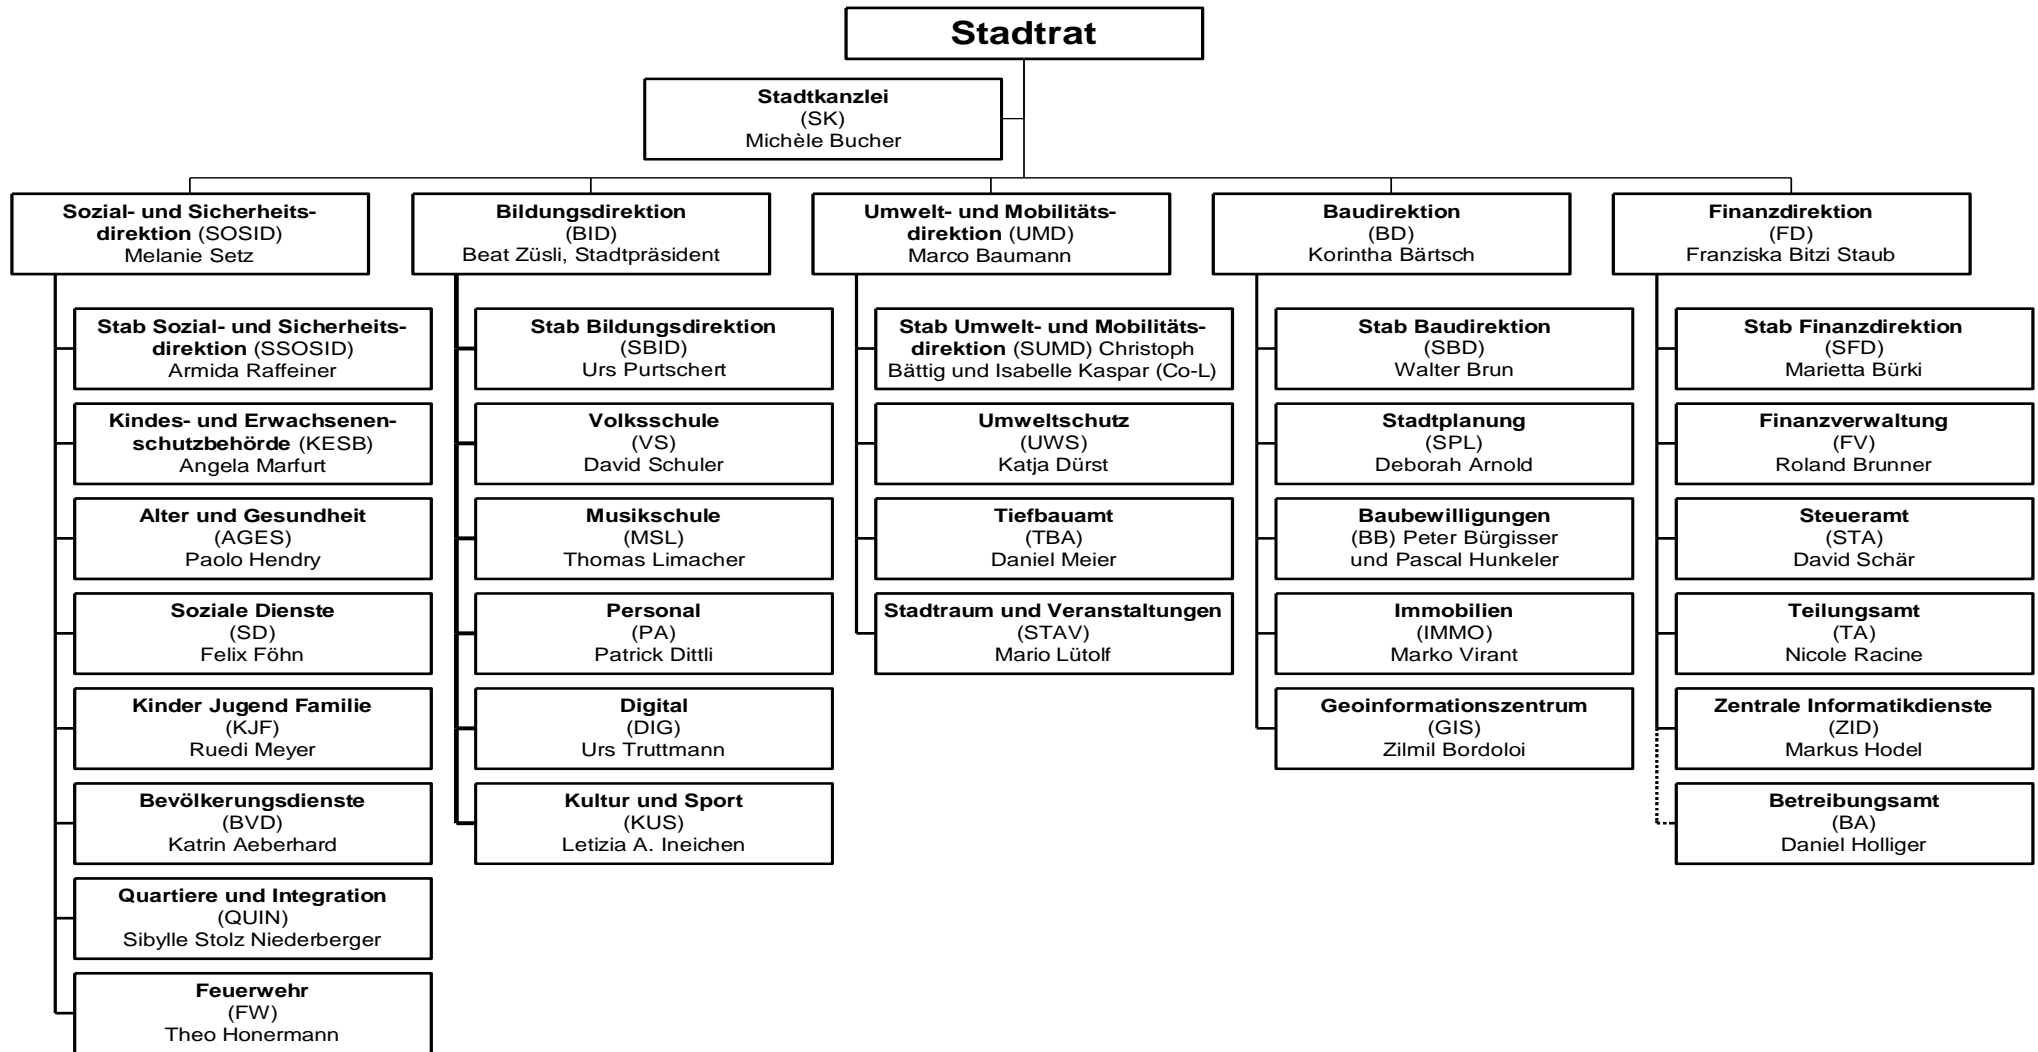 Stadtrat
Stadtkanzlei
(SK)
Michèle Bucher
Sozial- und Sicherheits-
direktion (SOSID)
Melanie Setz
Stab Sozial- und Sicherheits-
direktion (SSOSID)
Armida Raffeiner
Kindes- und Erwachsenen-
schutzbehörde (KESB)
Angela Marfurt
Alter und Gesundheit
(AGES)
Paolo Hendry
Soziale Dienste
(SD)
Felix Föhn
Kinder Jugend Familie
(KJF)
Ruedi Meyer
Bevölkerungsdienste
(BVD)
Katrin Aeberhard
Quartiere und Integration
(QUIN)
Sibylle Stolz Niederberger
Feuerwehr
(FW)
Theo Honermann
Bildungsdirektion
(BID)
Beat Züsli, Stadtpräsident
Stab Bildungsdirektion
(SBID)
Urs Purtschert
Volksschule
(VS)
David Schuler
Musikschule
(MSL)
Thomas Limacher
Personal
(PA)
Patrick Dittli
Digital
(DIG)
Urs Truttmann
Kultur und Sport
(KUS)
Letizia A. Ineichen
Umwelt- und Mobilitäts-
direktion (UMD)
Marco Baumann
Stab Umwelt- und Mobilitäts-
direktion (SUMD) Christoph
Bättig und Isabelle Kaspar (Co-L)
Umweltschutz
(UWS)
Katja Dürst
Tiefbauamt
(TBA)
Daniel Meier
Stadtraum und Veranstaltungen
(STAV)
Mario Lütolf
Baudirektion
(BD)
Korintha Bärtsch
Stab Baudirektion
(SBD)
Walter Brun
Stadtplanung
(SPL)
Deborah Arnold
Baubewilligungen
(BB) Peter Bürgisser
und Pascal Hunkeler
Immobilien
(IMMO)
Marko Virant
Geoinformationszentrum
(GIS)
Zilmil Bordoloi
Finanzdirektion
(FD)
Franziska Bitzi Staub
Stab Finanzdirektion
(SFD)
Marietta Bürki
Finanzverwaltung
(FV)
Roland Brunner
Steueramt
(STA)
David Schär
Teilungsamt
(TA)
Nicole Racine
Zentrale Informatikdienste
(ZID)
Markus Hodel
Betreibungsamt
(BA)
Daniel Holliger